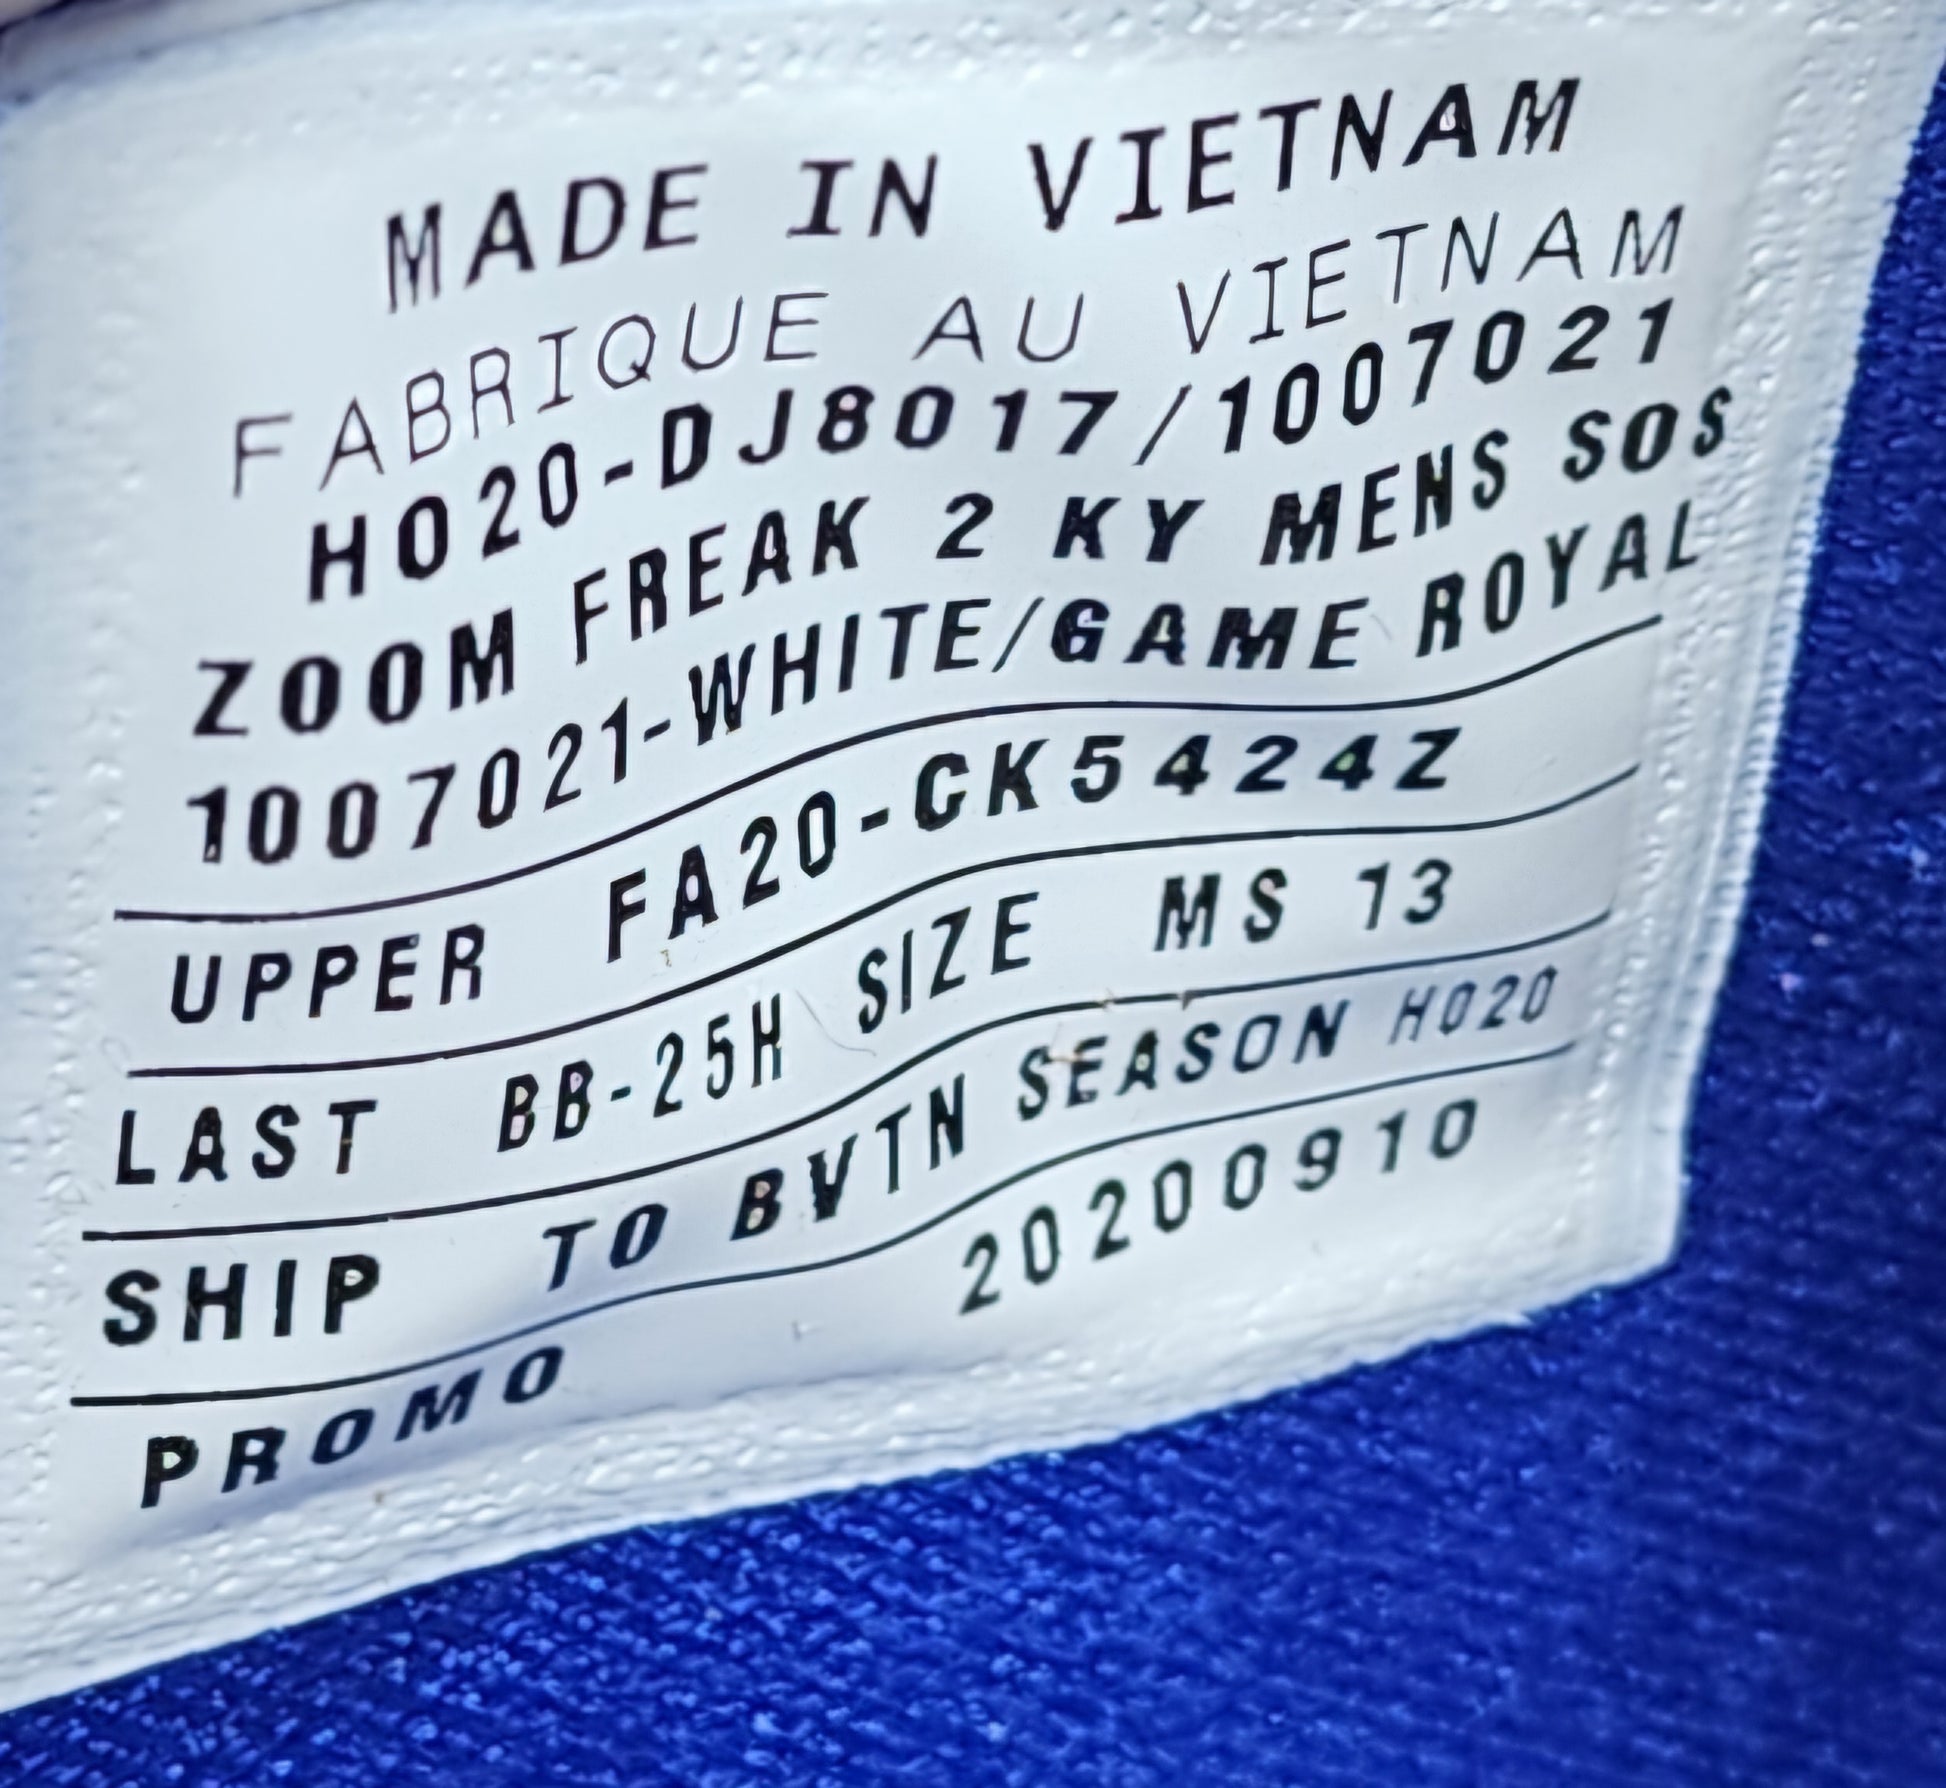 MADE IN VIETNAM
FABRIQUE AU VIETNAM
HO20-DJ8017/1007021
ZOOM FREAK 2 KY MENS SOS
1007021-WHITE/GAME ROYAL
UPPER FA20-CK5424Z
LAST BB-25H SIZE MS 13
SHIP TO BVTN SEASON HO20
PROMO 20200910